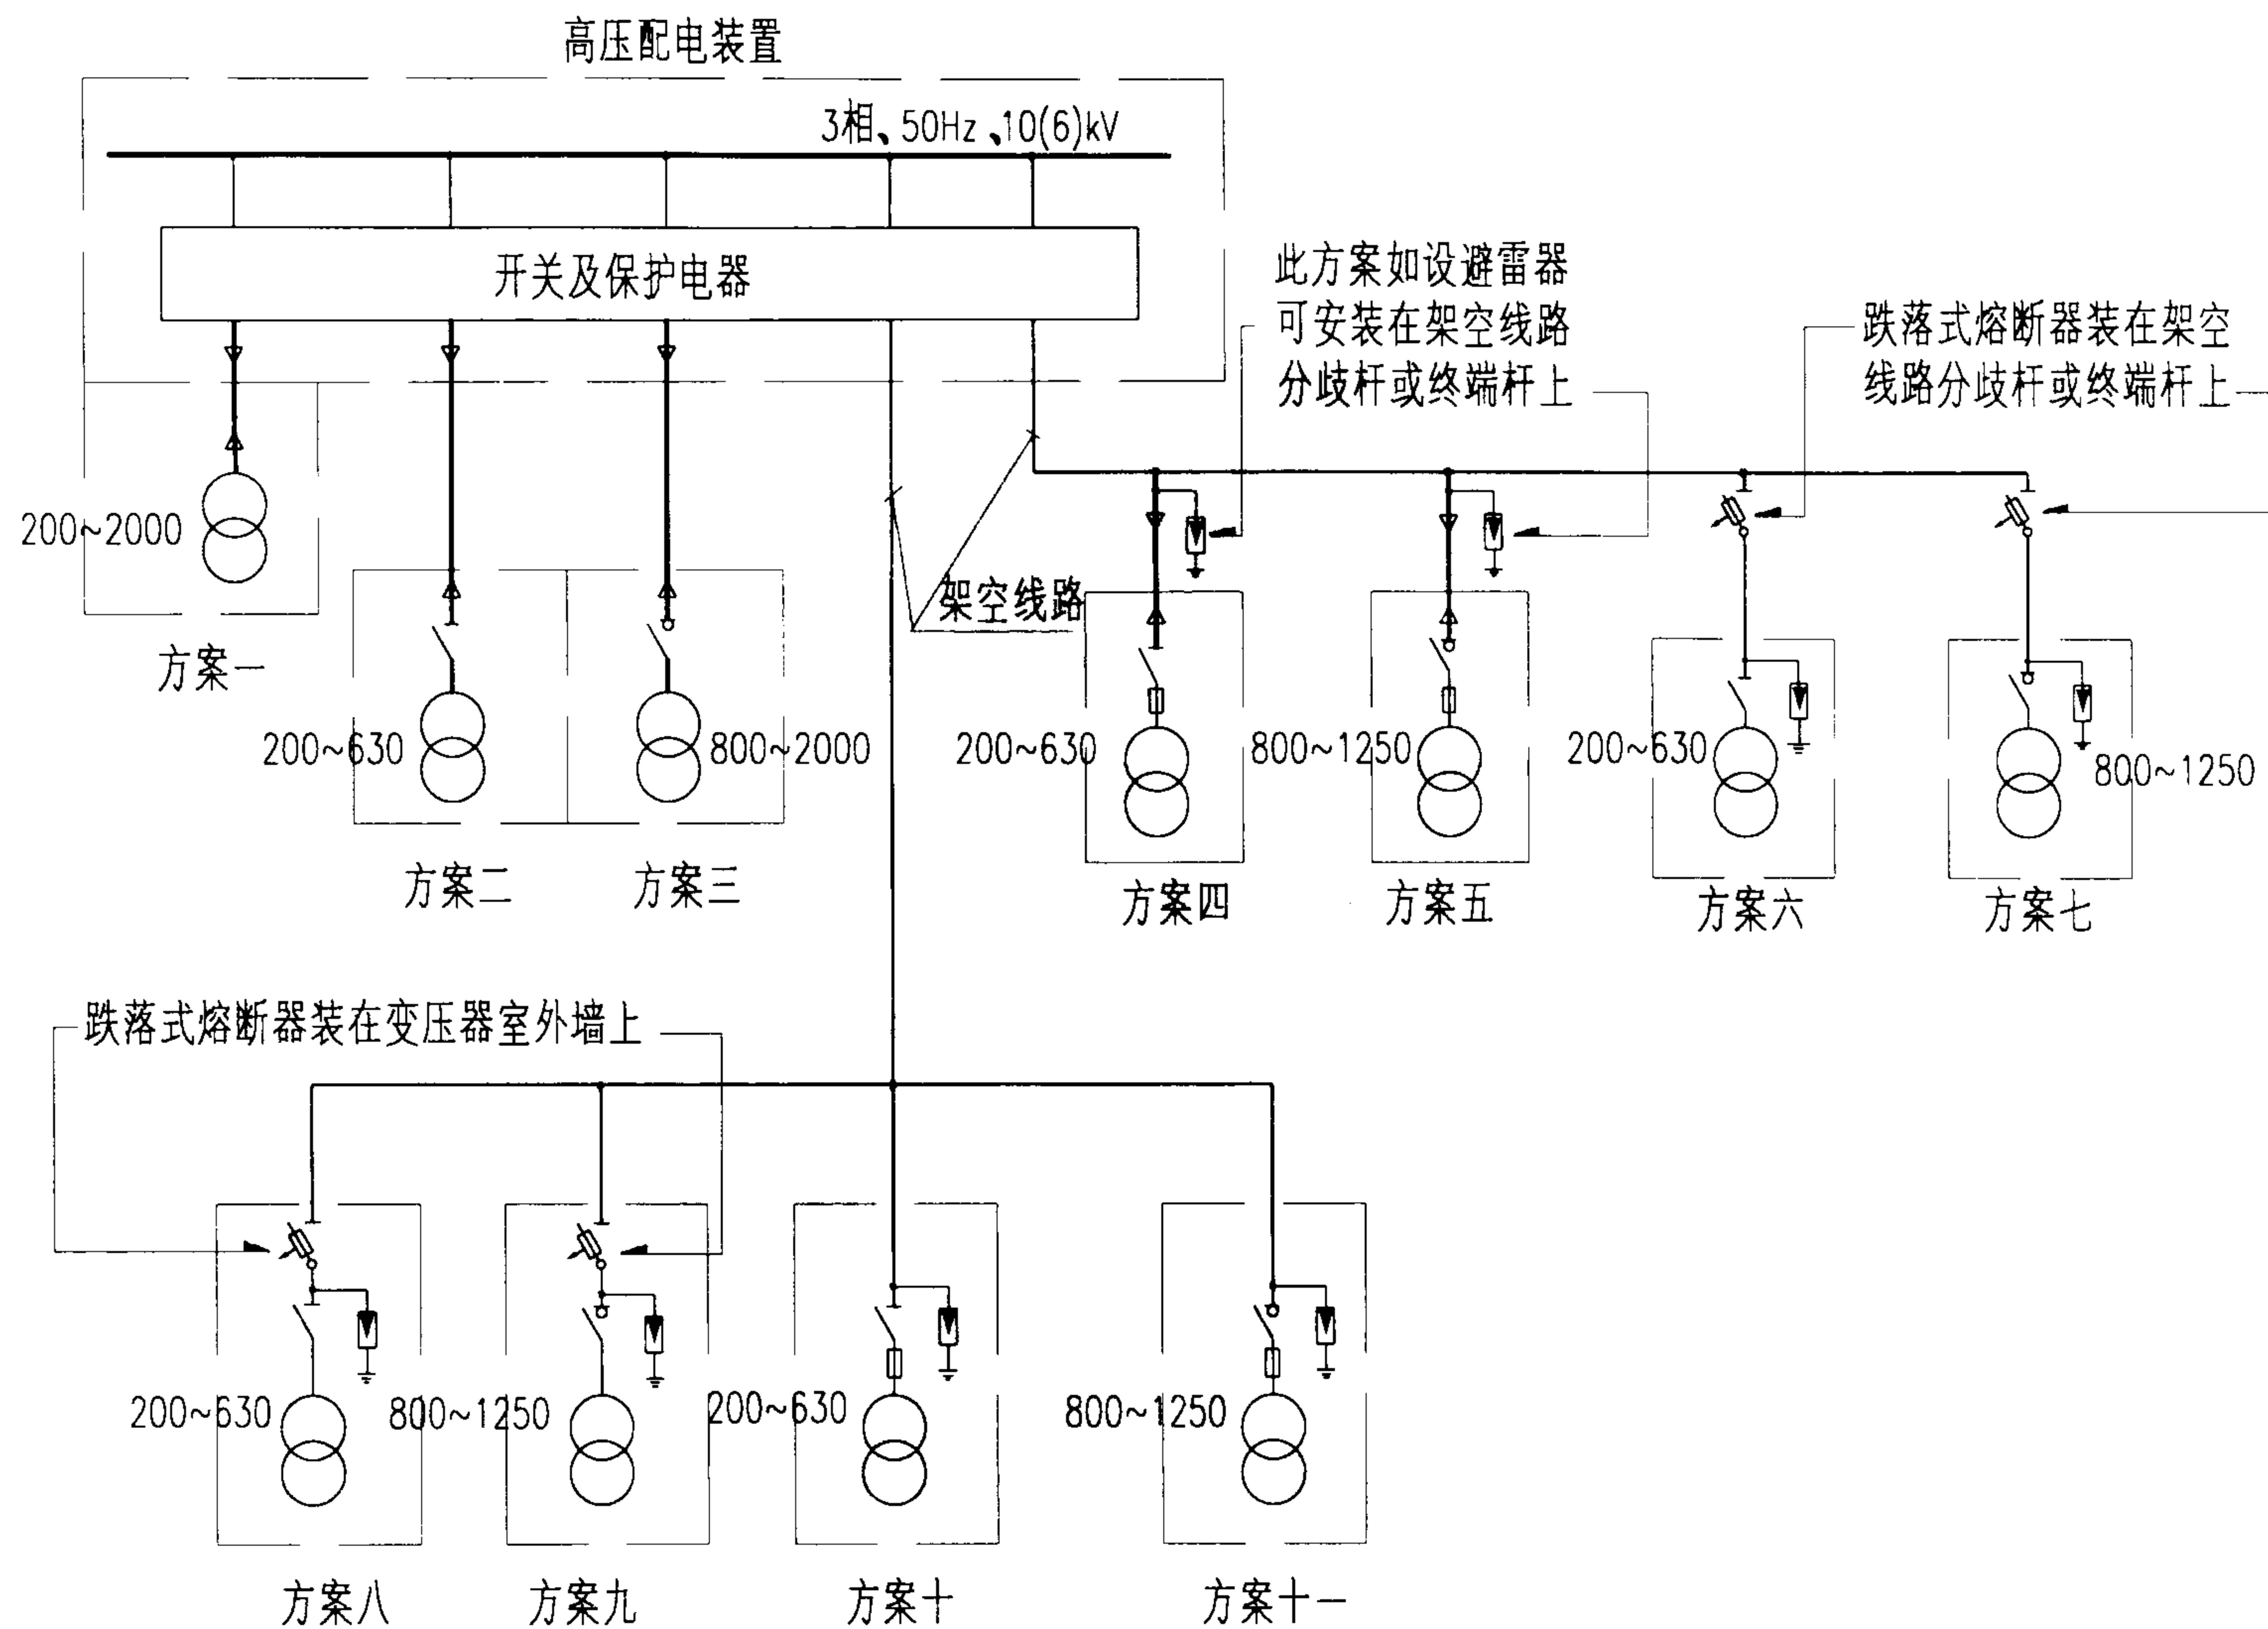 高压配电装置
3相、50Hz、10(6)kV
开关及保护电器
此方案如设避雷器
可安装在架空线路
分歧杆或终端杆上
跌落式熔断器装在架空
线路分歧杆或终端杆上
200~2000
方案一
架空线路
200~630
800~2000
200~630
800~1250
200~630
800~1250
方案二
方案三
方案四
方案五
方案六
方案七
跌落式熔断器装在变压器室外墙上
200~630
800~1250
200~630
800~1250
方案八
方案九
方案十
方案十一